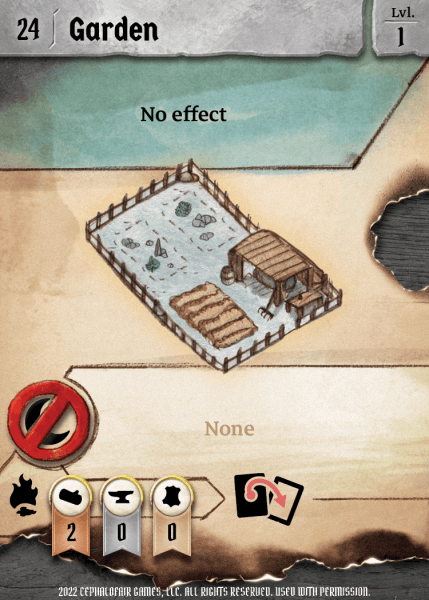 24 Garden
Lvl.
1
No effect
None
2 0 0
2022 CEPHALOFAIR GAMES, LLC. ALL RIGHTS RESERVED. USED WITH PERMISSION.